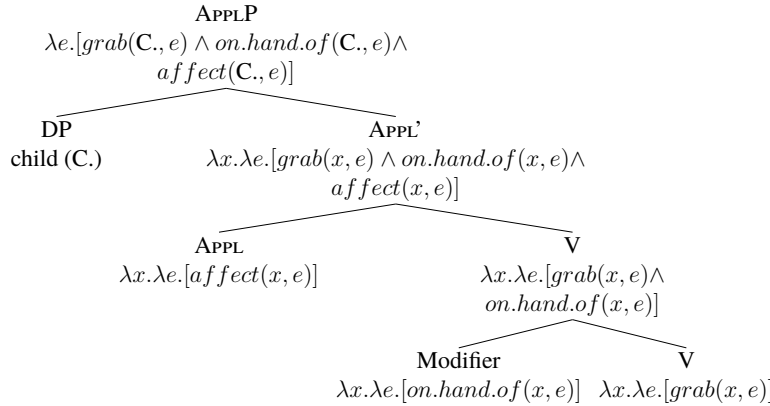 APPLP
λe.[grab(C., e) ∧ on.hand.of(C., e)∧
affect(C., e)]
DP
child (C.)
APPL'
λx.λe.[grab(x, e) ∧ on.hand.of(x, e)∧
affect(x, e)]
APPL
λx.λe.[affect(x, e)]
V
λx.λe.[grab(x, e)∧
on.hand.of(x, e)]
Modifier
λx.λe.[on.hand.of(x, e)]
V
λx.λe.[grab(x, e)]